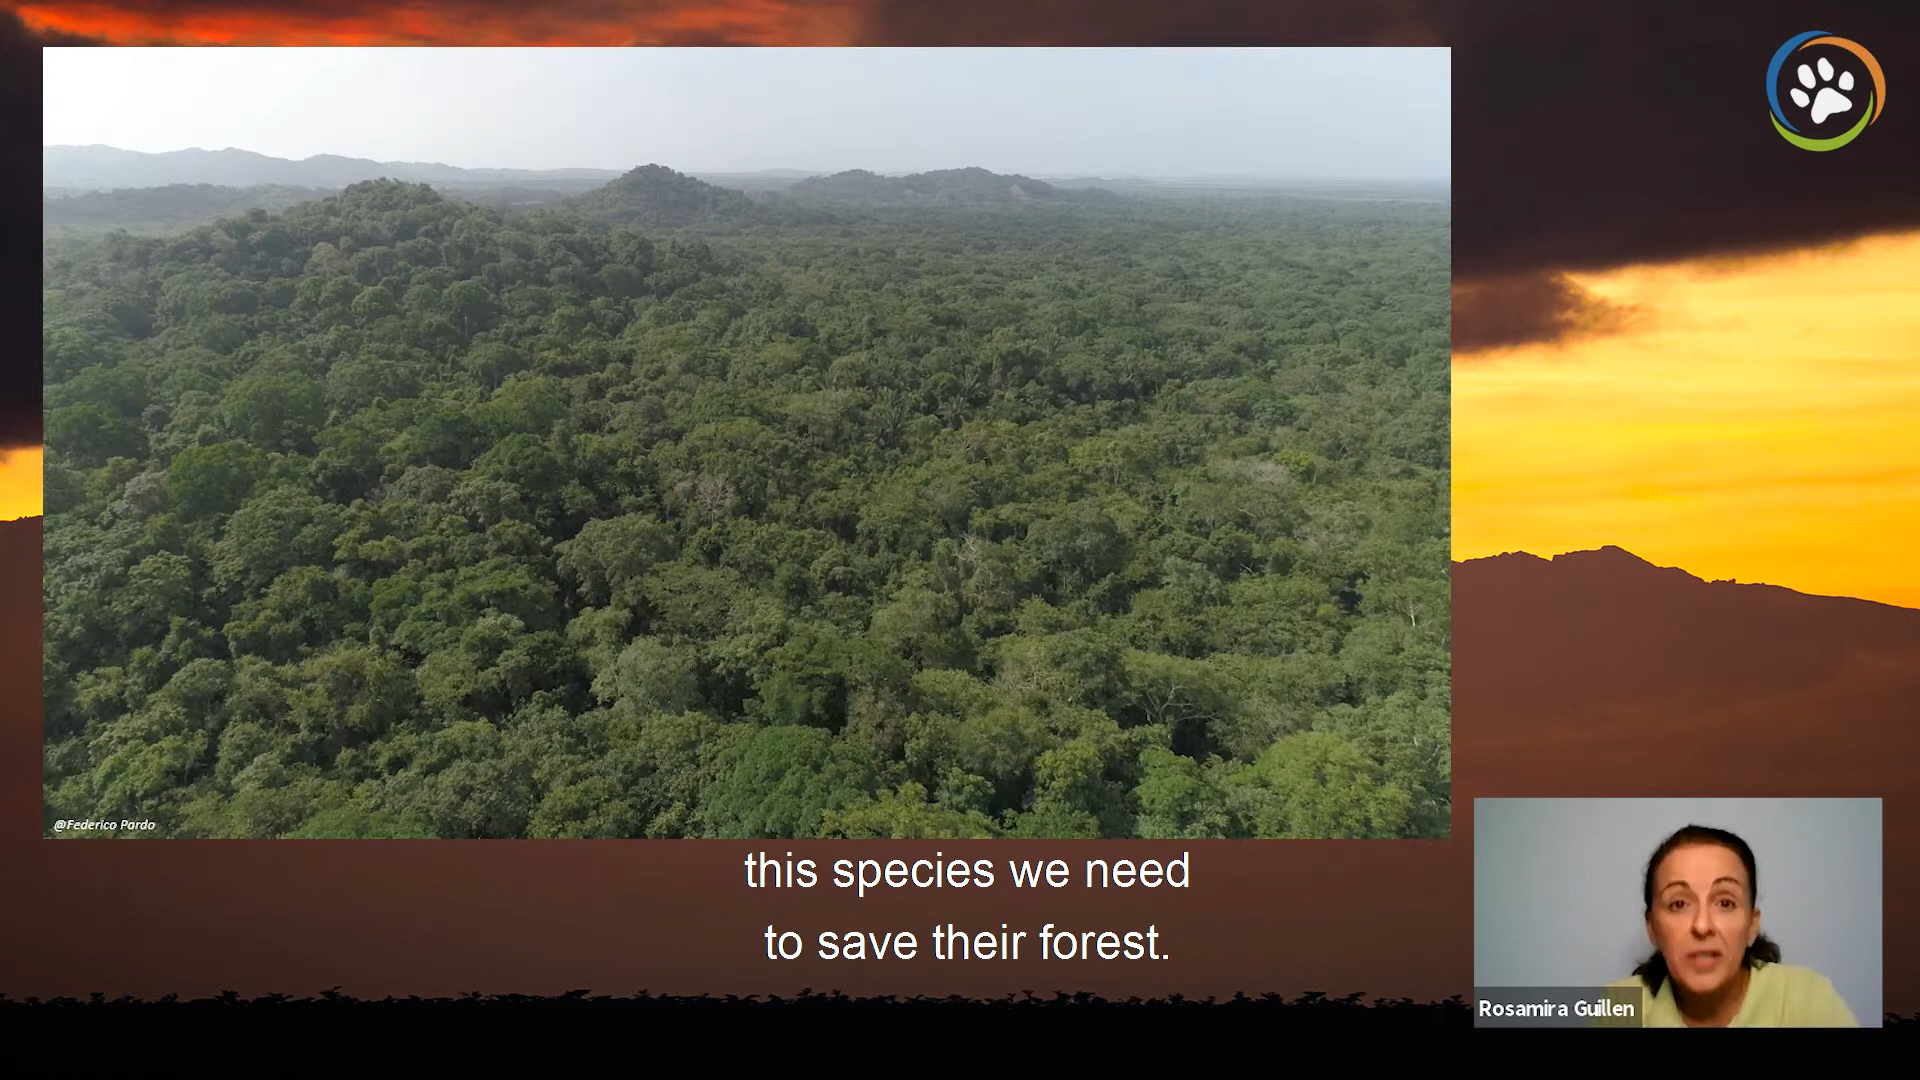 @Federico Pardo
this species we need
to save their forest.
Rosamira Guillen